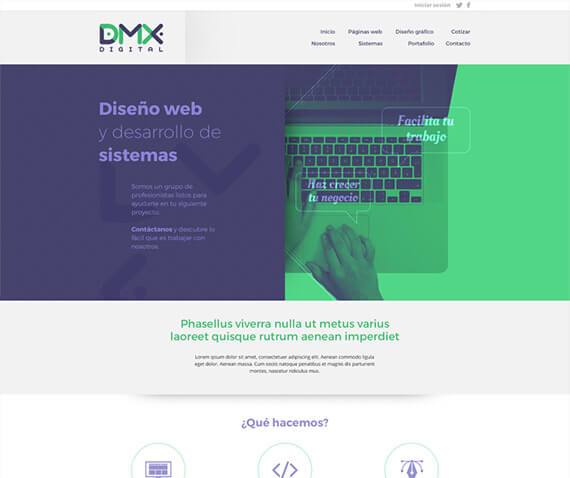 Iniciar sesión
DMX
DIGITAL
Inicio Páginas web Diseño gráfico Cotizar
Nosotros Sistemas Portafolio Contacto
Diseño web
y desarrollo de
sistemas
Somos un grupo de
profesionistas listos para
ayudarte en tu siguiente
proyecto.
Contáctanos y descubre lo
fácil que es trabajar con
nosotros.
Facilita tu
trabajo
Haz crecer
tu negocio
Phasellus viverra nulla ut metus varius
laoreet quisque rutrum aenean imperdiet
Lorem ipsum dolor sit amet, consectetuer adipiscing elit. Aenean commodo ligula
eget dolor. Aenean massa. Cum sociis natoque penatibus et magnis dis parturient
montes, nascetur ridiculus mus.
¿Qué hacemos?